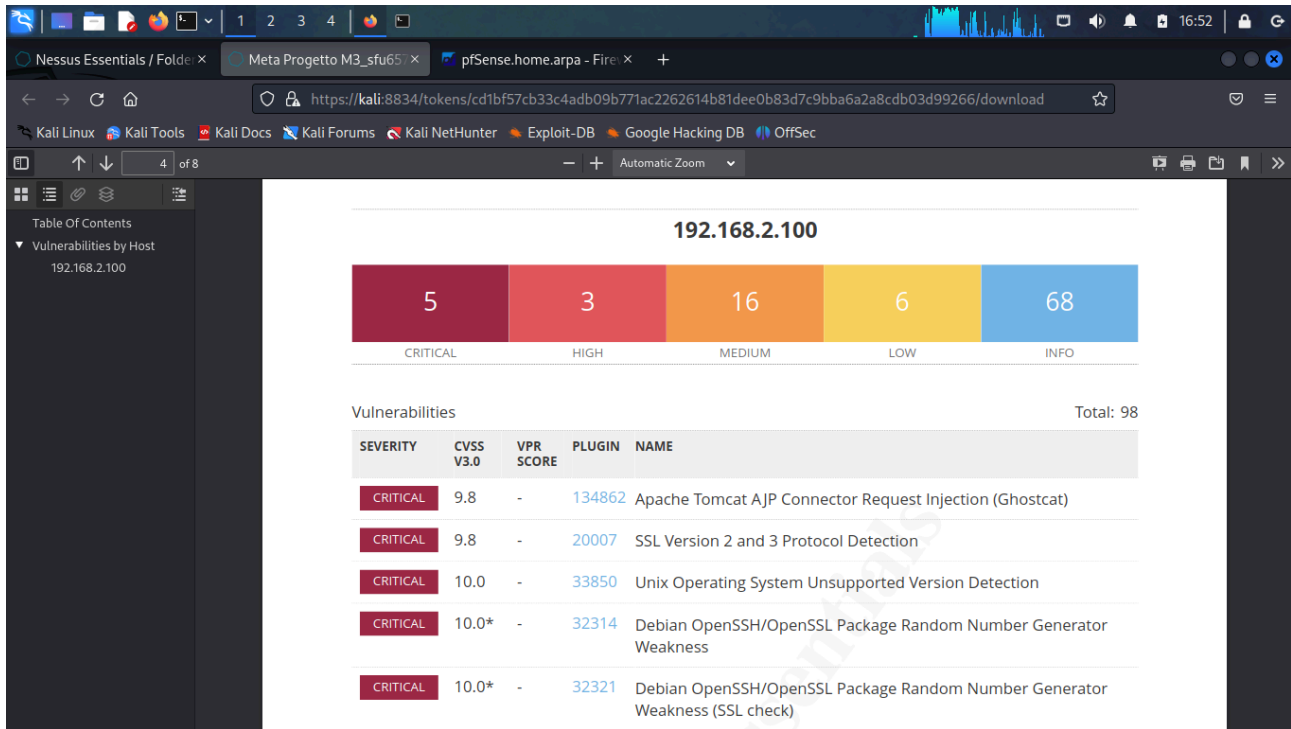 1 2 3 4 16:52
Nessus Essentials / Folder Meta Progetto M3_sfu657 pfSense.home.arpa - Firew
https://kali:8834/tokens/cd1bf57cb33c4adb09b771ac2262614b81dee0b83d7c9bba6a2a8cdb03d99266/download
Kali Linux Kali Tools Kali Docs Kali Forums Kali NetHunter Exploit-DB Google Hacking DB OffSec
4 of 8 Automatic Zoom
Table Of Contents
Vulnerabilities by Host
192.168.2.100
192.168.2.100
5 3 16 6 68
CRITICAL HIGH MEDIUM LOW INFO
Vulnerabilities Total: 98
SEVERITY CVSS V3.0 VPR SCORE PLUGIN NAME
CRITICAL 9.8 - 134862 Apache Tomcat AJP Connector Request Injection (Ghostcat)
CRITICAL 9.8 - 20007 SSL Version 2 and 3 Protocol Detection
CRITICAL 10.0 - 33850 Unix Operating System Unsupported Version Detection
CRITICAL 10.0* - 32314 Debian OpenSSH/OpenSSL Package Random Number Generator
Weakness
CRITICAL 10.0* - 32321 Debian OpenSSH/OpenSSL Package Random Number Generator
Weakness (SSL check)